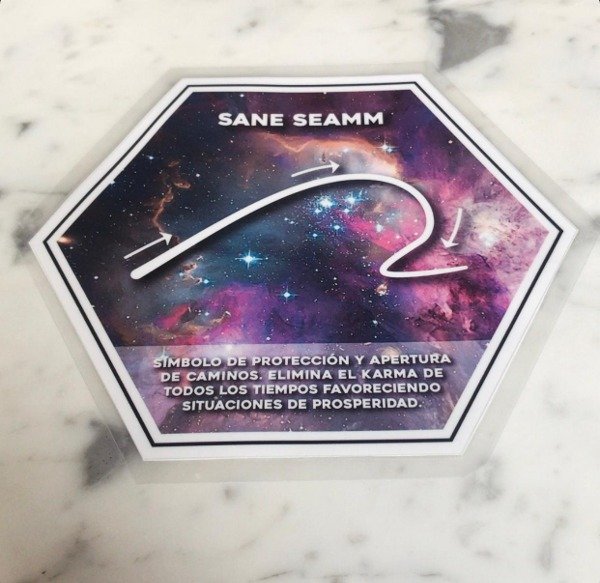 SANE SEAMM
SÍMBOLO DE PROTECCIÓN Y APERTURA
DE CAMINOS. ELIMINA EL KARMA DE
TODOS LOS TIEMPOS FAVORECIENDO
SITUACIONES DE PROSPERIDAD.